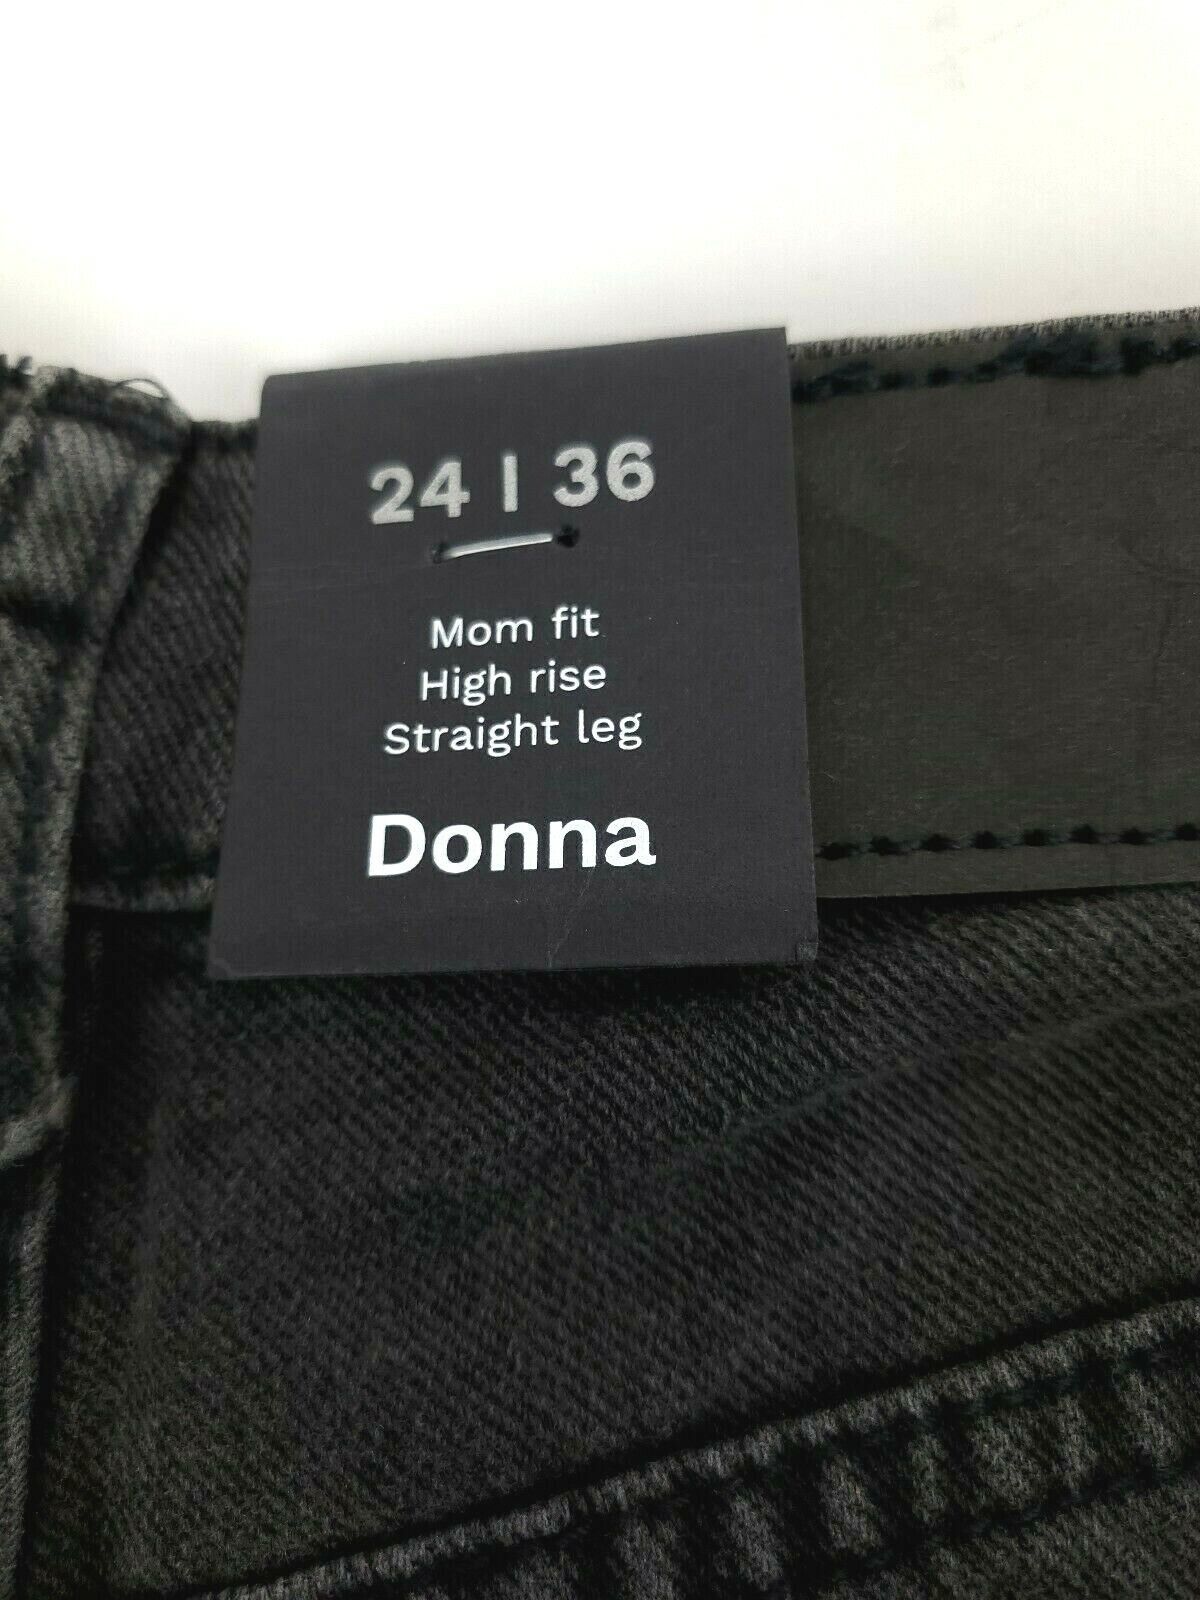 24 | 36
Mom fit
High rise
Straight leg
Donna